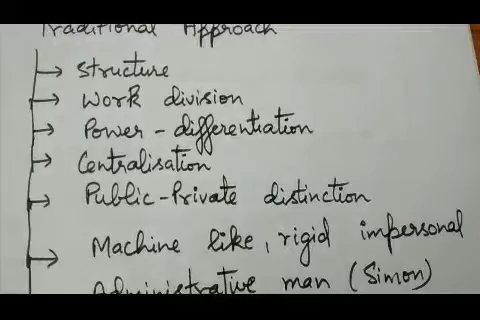 Traditional Approach
→ structure
→ Work division
→ Power-differentiation
→ Centralisation
→ Public-Private distinction
→ Machine like, rigid impersonal
Administrative man (Simon)